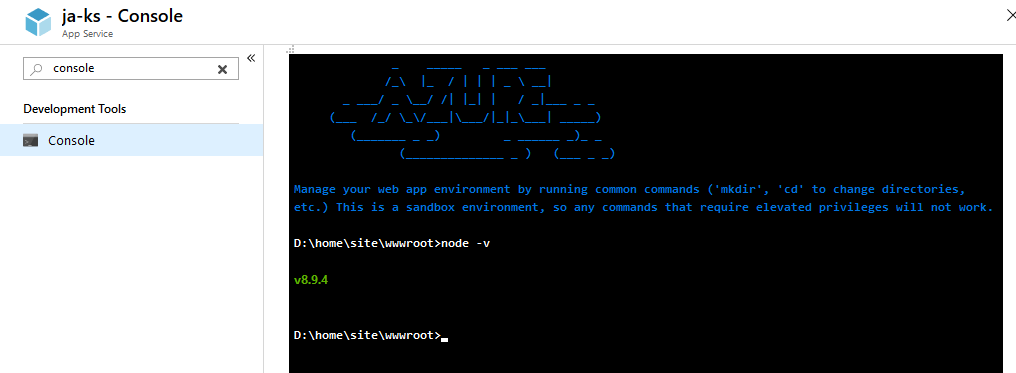 ja-ks - Console
App Service
console
Development Tools
Console
Manage your web app environment by running common commands ('mkdir', 'cd' to change directories,
etc.) This is a sandbox environment, so any commands that require elevated privileges will not work.
D:\home\site\wwwroot>node -v
v8.9.4
D:\home\site\wwwroot>